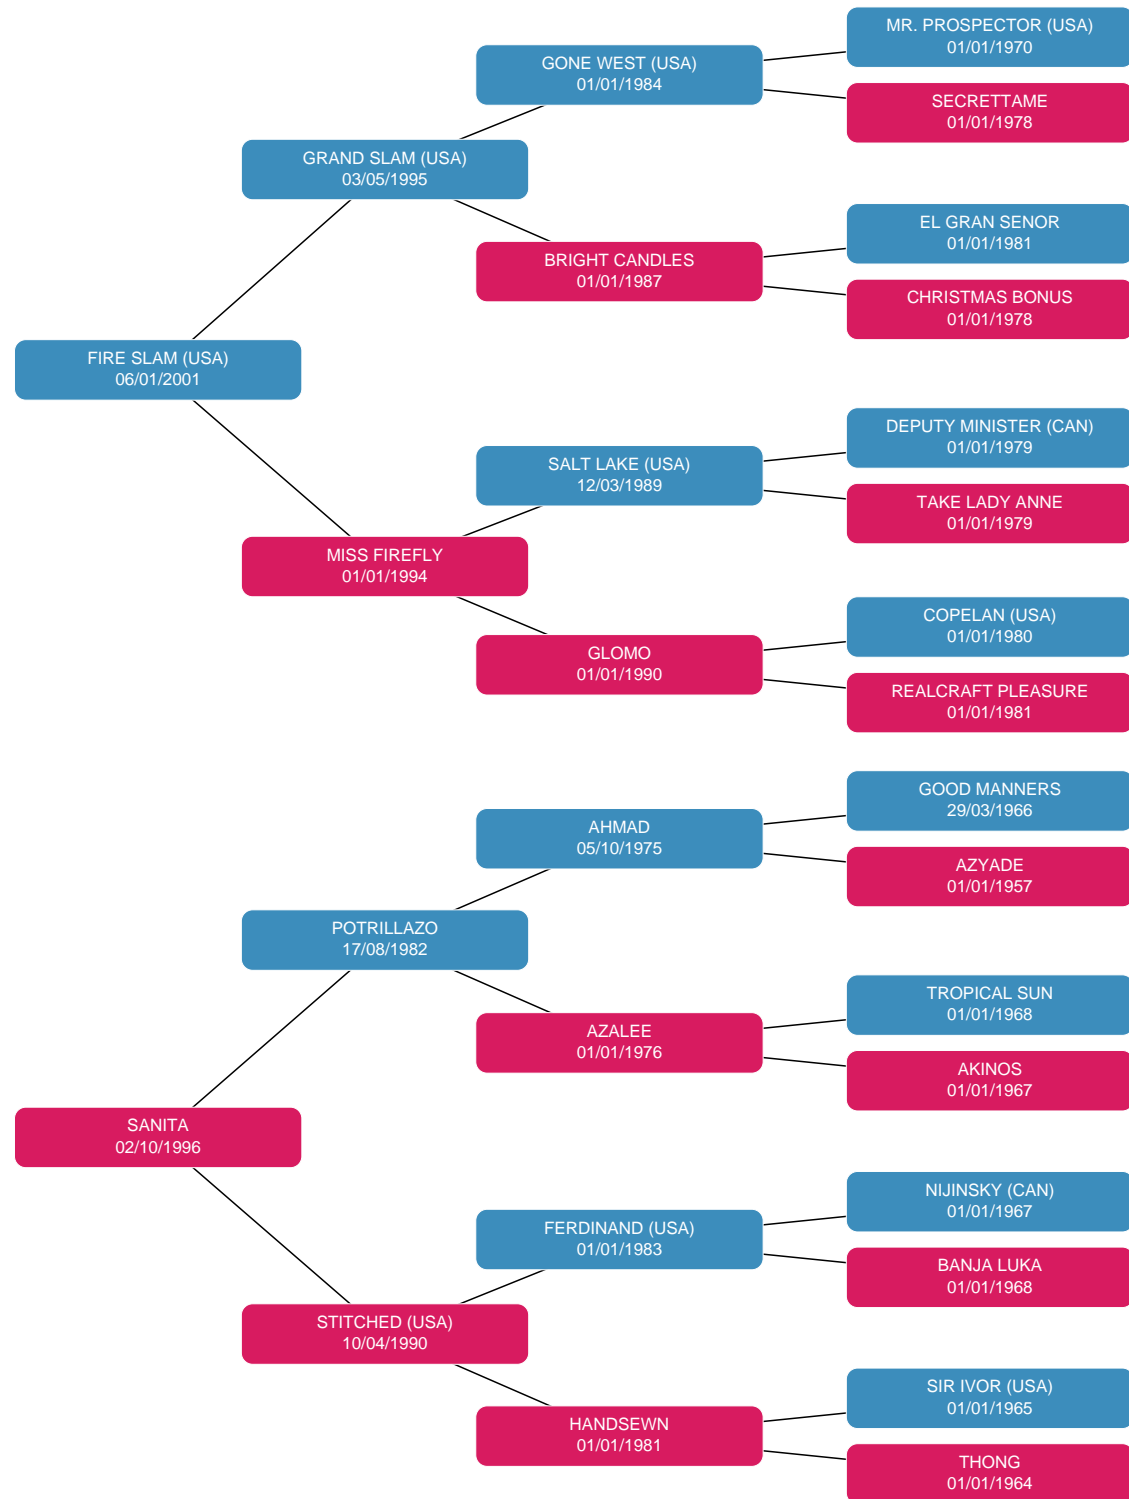 MR. PROSPECTOR (USA)
01/01/1970
GONE WEST (USA)
01/01/1984
SECRETTAME
01/01/1978
GRAND SLAM (USA)
03/05/1995
EL GRAN SENOR
01/01/1981
BRIGHT CANDLES
01/01/1987
CHRISTMAS BONUS
01/01/1978
FIRE SLAM (USA)
06/01/2001
DEPUTY MINISTER (CAN)
01/01/1979
SALT LAKE (USA)
12/03/1989
TAKE LADY ANNE
01/01/1979
MISS FIREFLY
01/01/1994
COPELAN (USA)
01/01/1980
GLOMO
01/01/1990
REALCRAFT PLEASURE
01/01/1981
GOOD MANNERS
29/03/1966
AHMAD
05/10/1975
AZYADE
01/01/1957
POTRILLAZO
17/08/1982
TROPICAL SUN
01/01/1968
AZALEE
01/01/1976
AKINOS
01/01/1967
SANITA
02/10/1996
NIJINSKY (CAN)
01/01/1967
FERDINAND (USA)
01/01/1983
BANJA LUKA
01/01/1968
STITCHED (USA)
10/04/1990
SIR IVOR (USA)
01/01/1965
HANDSEWN
01/01/1981
THONG
01/01/1964